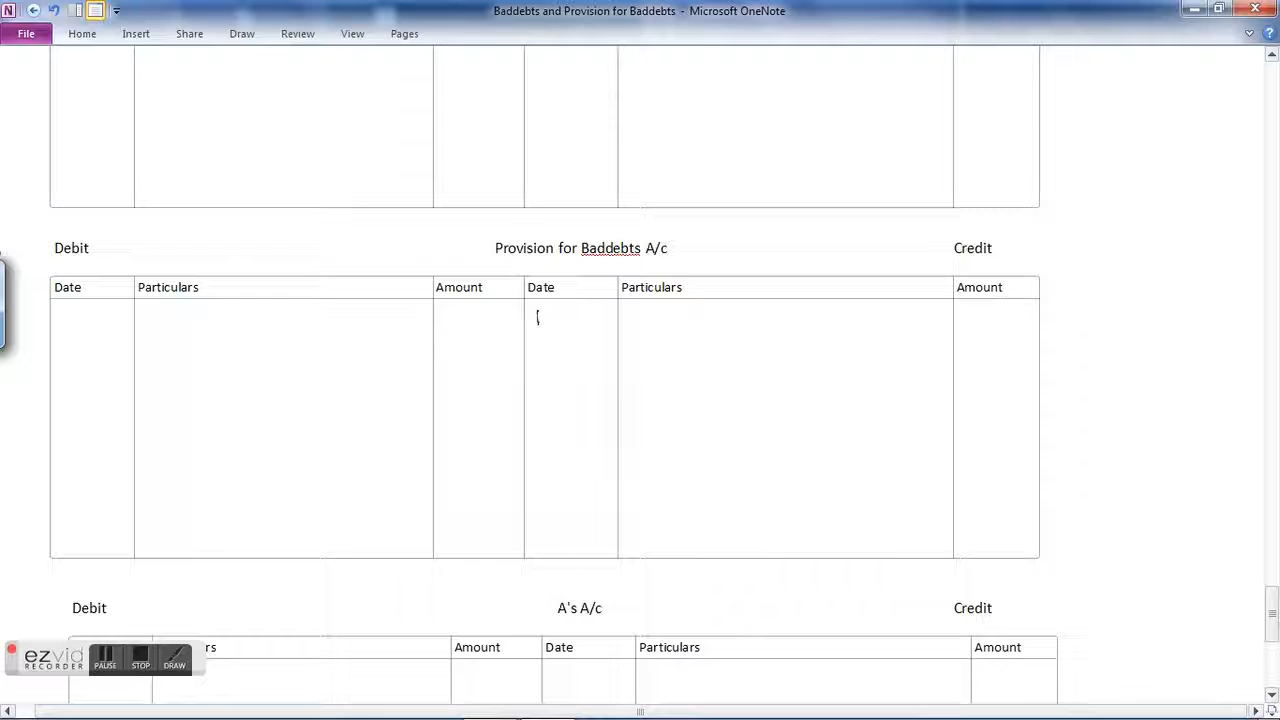 Baddebts and Provision for Baddebts - Microsoft OneNote
File Home Insert Share Draw Review View Pages
Debit Provision for Baddebts A/c Credit
Date Particulars Amount Date Particulars Amount
Debit A's A/c Credit
rs Amount Date Particulars Amount
ezvid
RECORDER
PAUSE STOP DRAW